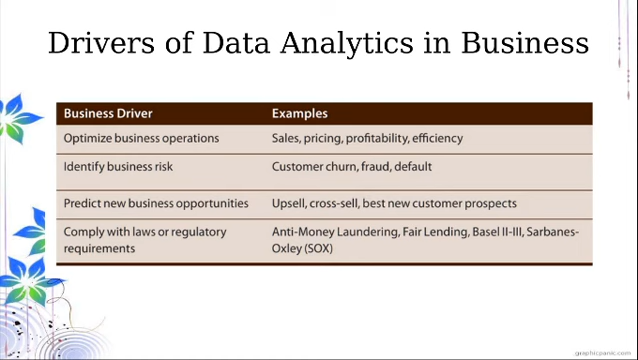 Drivers of Data Analytics in Business
Business Driver Examples
Optimize business operations Sales, pricing, profitability, efficiency
Identify business risk Customer churn, fraud, default
Predict new business opportunities Upsell, cross-sell, best new customer prospects
Comply with laws or regulatory Anti-Money Laundering, Fair Lending, Basel II-III, Sarbanes-
requirements Oxley (SOX)
graphicpanic.com